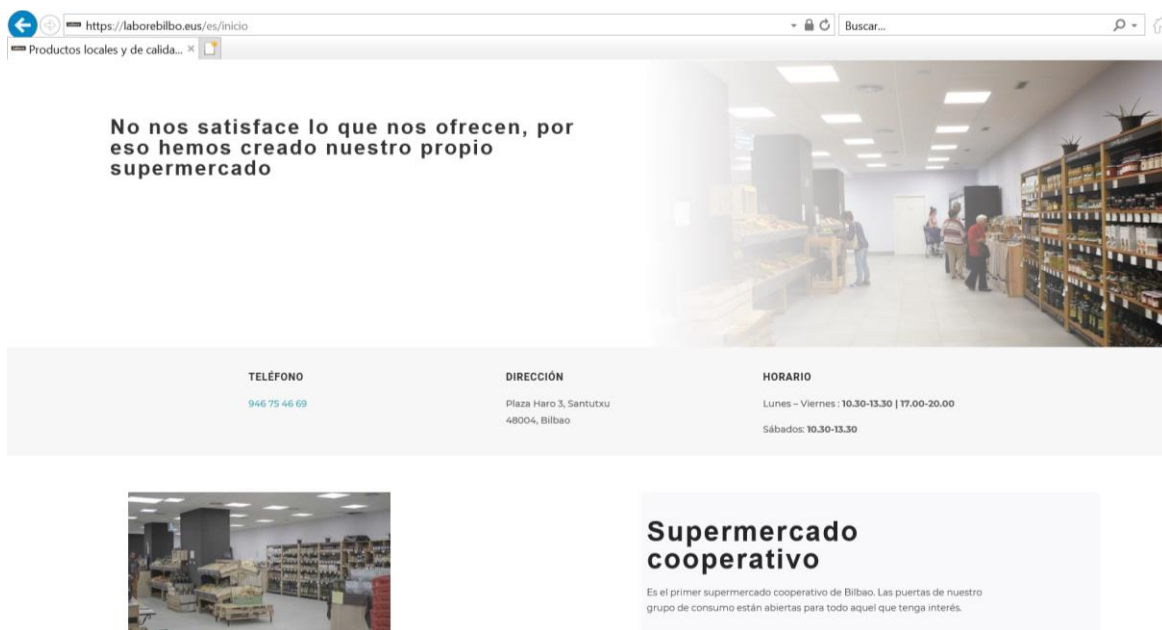 https://laborebilbo.eus/es/inicio
Buscar...
Productos locales y de calida...
No nos satisface lo que nos ofrecen, por
eso hemos creado nuestro propio
supermercado
TELÉFONO
946 75 46 69
DIRECCIÓN
Plaza Haro 3, Santutxu
48004, Bilbao
HORARIO
Lunes – Viernes : 10.30-13.30 | 17.00-20.00
Sábados: 10.30-13.30
Supermercado
cooperativo
Es el primer supermercado cooperativo de Bilbao. Las puertas de nuestro
grupo de consumo están abiertas para todo aquel que tenga interés.